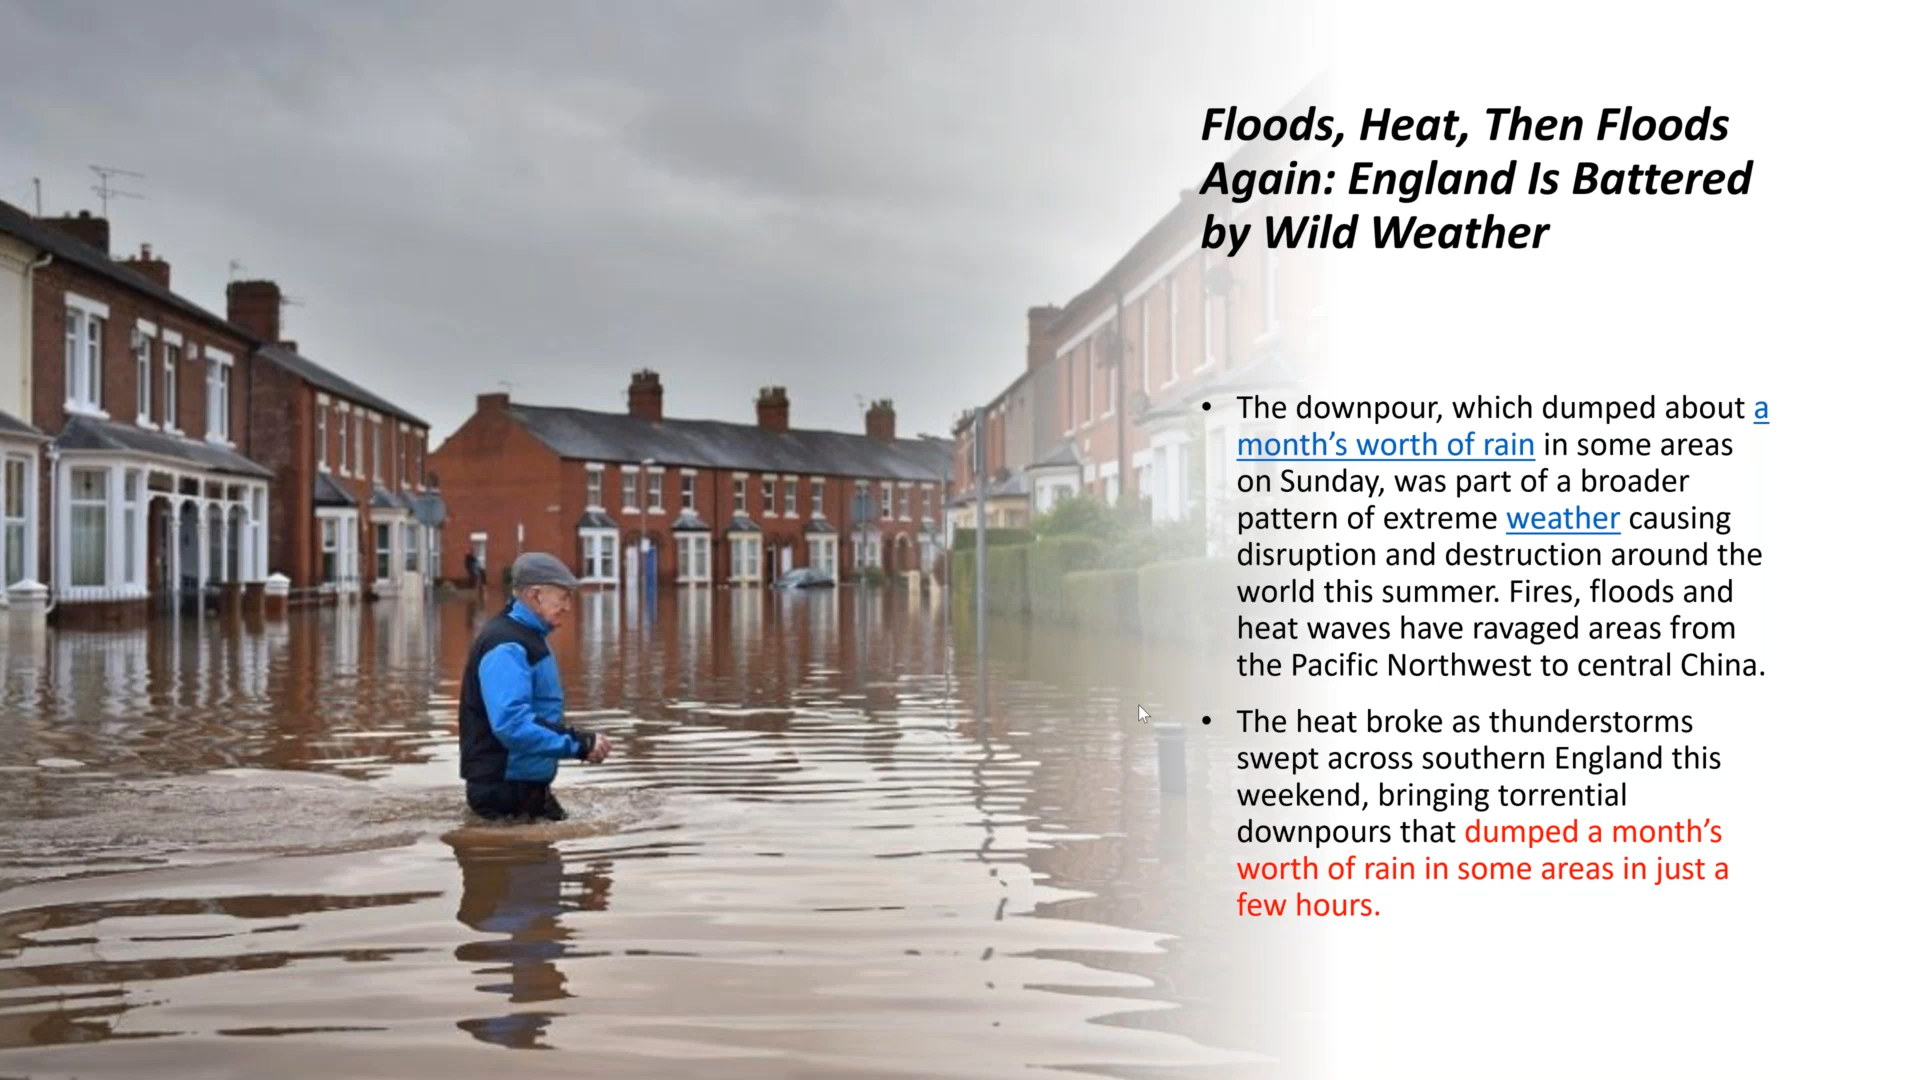 Floods, Heat, Then Floods
Again: England Is Battered
by Wild Weather
• The downpour, which dumped about a
month’s worth of rain in some areas
on Sunday, was part of a broader
pattern of extreme weather causing
disruption and destruction around the
world this summer. Fires, floods and
heat waves have ravaged areas from
the Pacific Northwest to central China.
• The heat broke as thunderstorms
swept across southern England this
weekend, bringing torrential
downpours that dumped a month’s
worth of rain in some areas in just a
few hours.